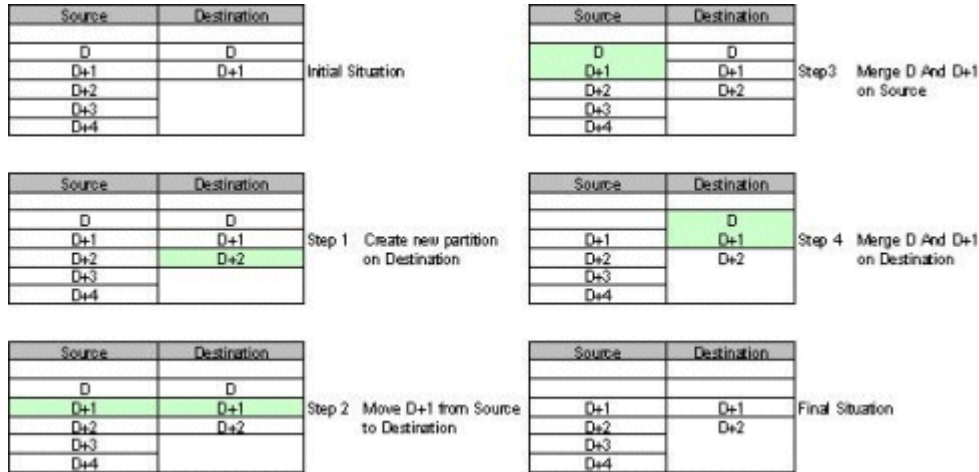 Source Destination
D D
D+1 D+1 Initial Situation
D+2
D+3
D+4
Source Destination
D D
D+1 D+1 Step 1 Create new partition
D+2 D+2 on Destination
D+3
D+4
Source Destination
D D
D+1 D+1 Step 2 Move D+1 from Source
D+2 D+2 to Destination
D+3
D+4
Source Destination
D D
D+1 D+1 Step3 Merge D And D+1
D+2 D+2 on Source
D+3
D+4
Source Destination
D
D+1 D+1 Step 4 Merge D And D+1
D+2 D+2 on Destination
D+3
D+4
Source Destination
D+1 D+1 Final Situation
D+2 D+2
D+3
D+4